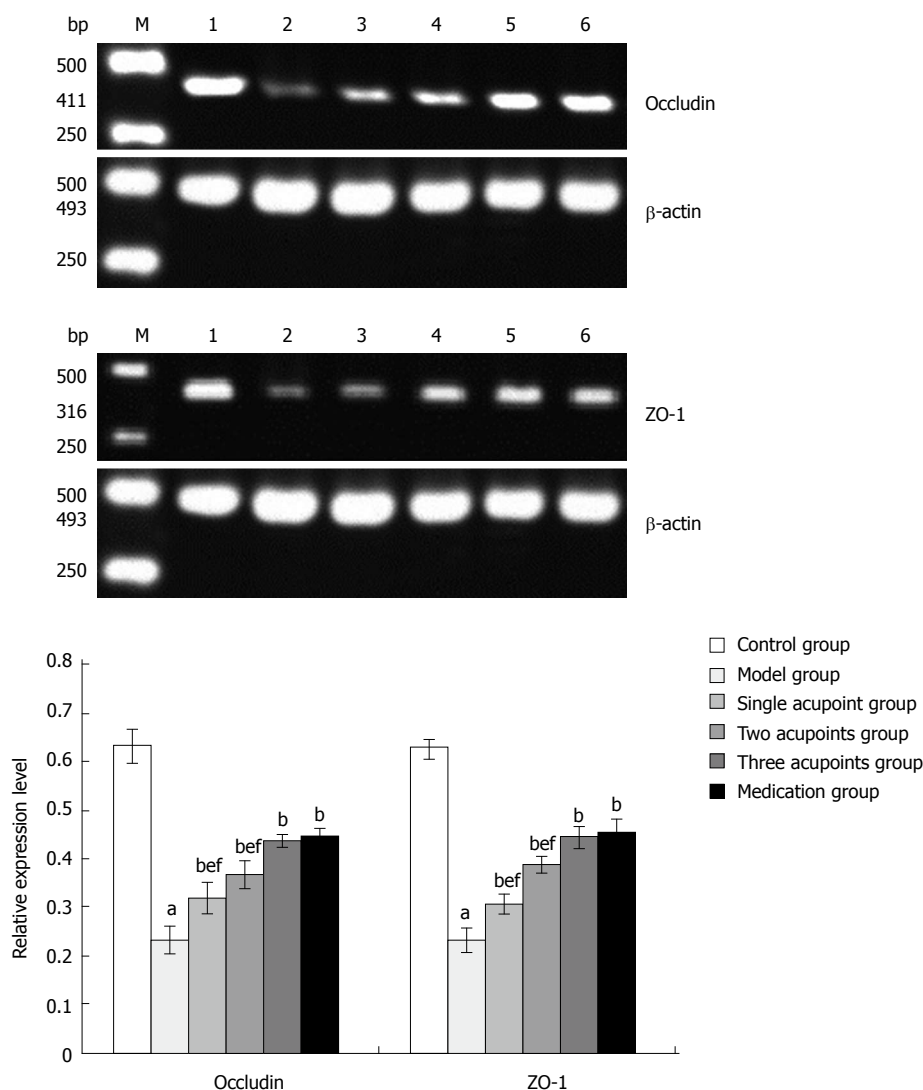 bp M 1 2 3 4 5 6
500
411
250
Occludin
500
493
250
β-actin
bp M 1 2 3 4 5 6
500
316
250
ZO-1
500
493
250
β-actin
Control group
Model group
Single acupoint group
Two acupoints group
Three acupoints group
Medication group
Relative expression level
0.8
0.7
0.6
0.5
0.4
0.3
0.2
0.1
0
a bef bef b b
a bef bef b b
Occludin ZO-1